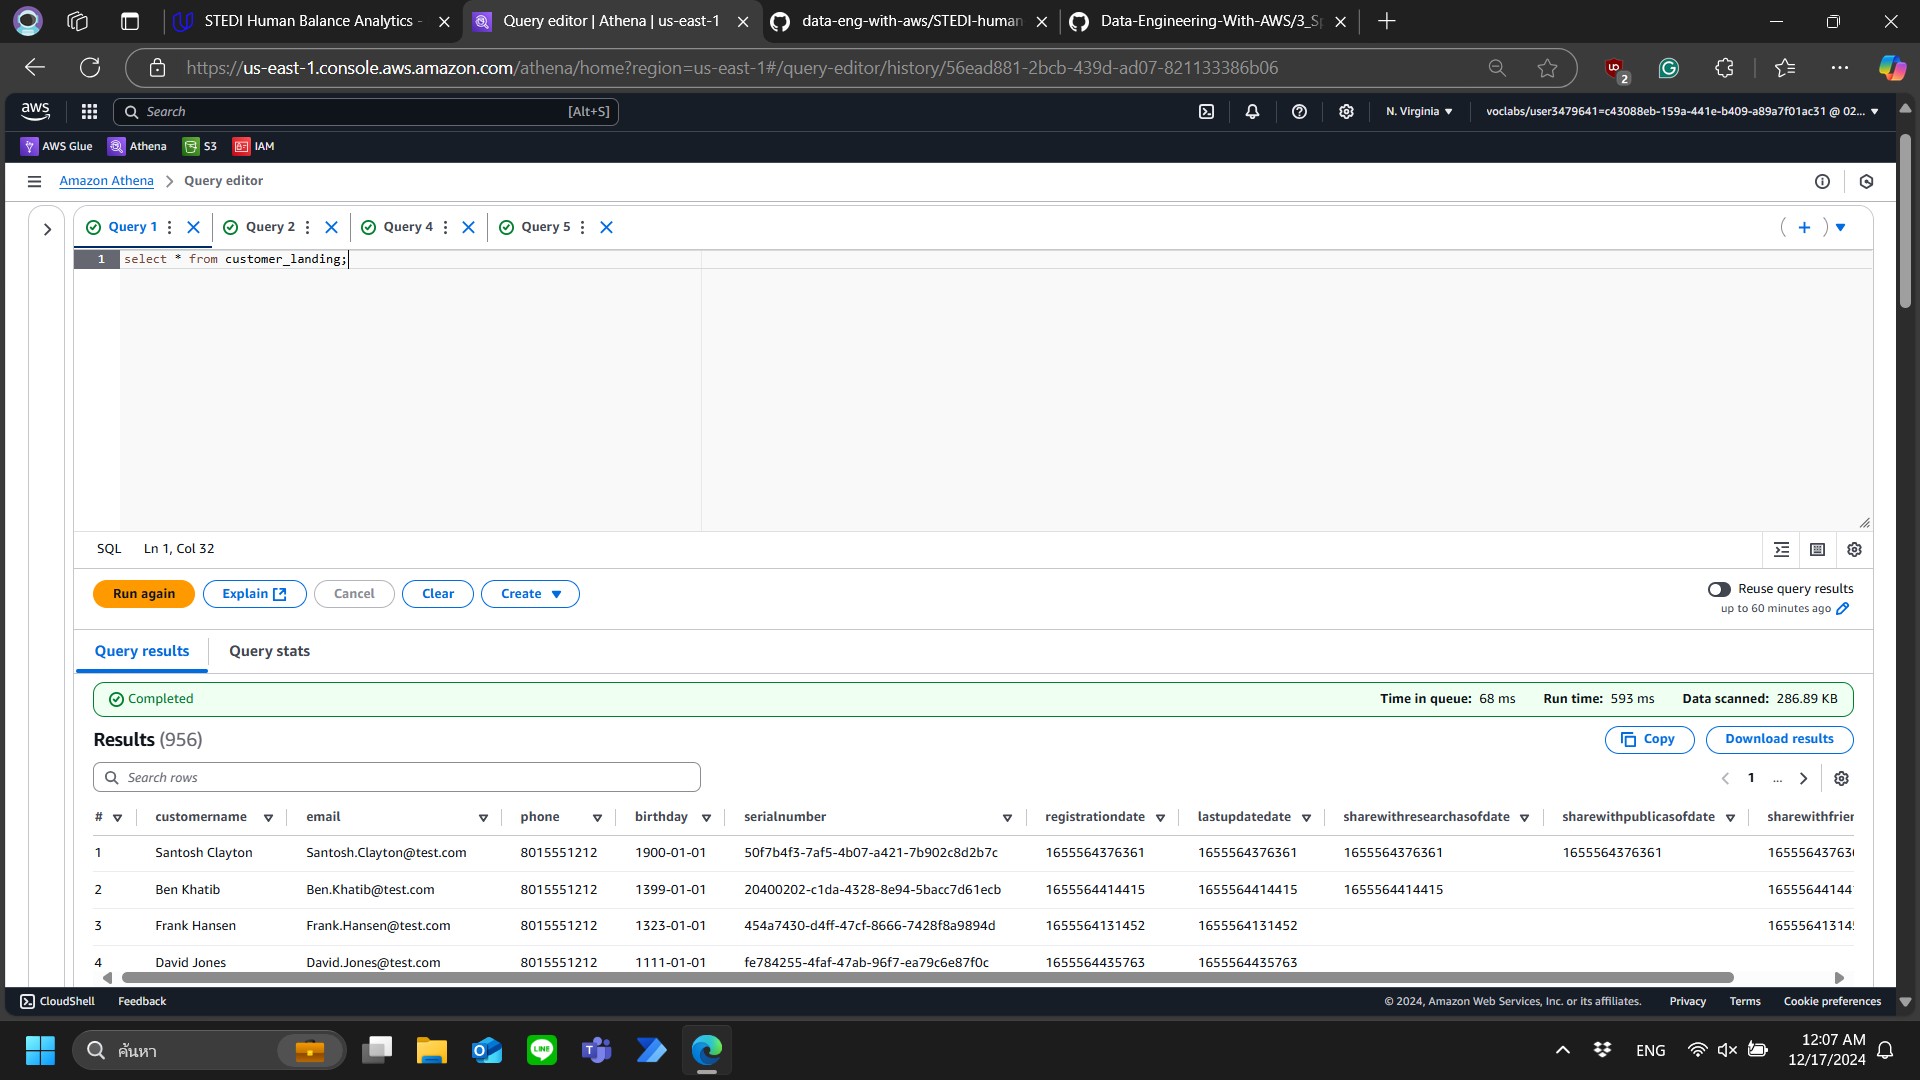 STEDI Human Balance Analytics -
Query editor | Athena | us-east-1
data-eng-with-aws/STEDI-human
Data-Engineering-With-AWS/3_Sp
https://us-east-1.console.aws.amazon.com/athena/home?region=us-east-1#/query-editor/history/56ead881-2bcb-439d-ad07-821133386b06
2
aws
Search
[Alt+S]
N. Virginia
voclabs/user3479641=c43088eb-159a-441e-b409-a89a7f01ac31 @ 02...
AWS Glue
Athena
S3
IAM
Amazon Athena
Query editor
Query 1
Query 2
Query 4
Query 5
1
select * from customer_landing;
SQL
Ln 1, Col 32
Run again
Explain
Cancel
Clear
Create
Reuse query results
up to 60 minutes ago
Query results
Query stats
Completed
Time in queue: 68 ms
Run time: 593 ms
Data scanned: 286.89 KB
Results (956)
Copy
Download results
Search rows
1 ...
# customername email phone birthday serialnumber registrationdate lastupdatedate sharewithresearchasofdate sharewithpublicasofdate sharewithfrier
1 Santosh Clayton Santosh.Clayton@test.com 8015551212 1900-01-01 50f7b4f3-7af5-4b07-a421-7b902c8d2b7c 1655564376361 1655564376361 1655564376361 1655564376361 165556437636
2 Ben Khatib Ben.Khatib@test.com 8015551212 1399-01-01 20400202-c1da-4328-8e94-5bacc7d61ecb 1655564414415 1655564414415 1655564414415 165556441441
3 Frank Hansen Frank.Hansen@test.com 8015551212 1323-01-01 454a7430-d4ff-47cf-8666-7428f8a9894d 1655564131452 1655564131452 165556413145
4 David Jones David.Jones@test.com 8015551212 1111-01-01 fe784255-4faf-47ab-96f7-ea79c6e87f0c 1655564435763 1655564435763
CloudShell
Feedback
© 2024, Amazon Web Services, Inc. or its affiliates.
Privacy
Terms
Cookie preferences
ค้นหา
LINE
ENG
12:07 AM
12/17/2024